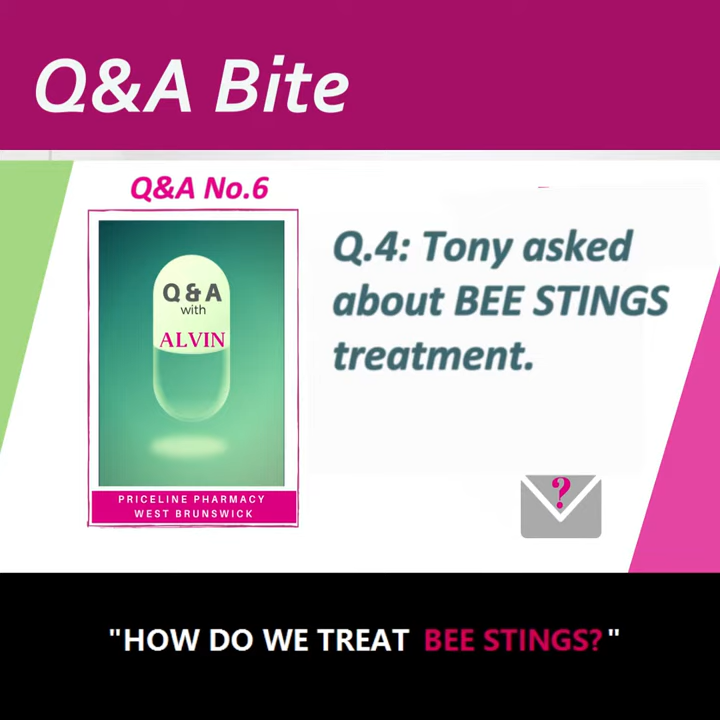 Q&A Bite
Q&A No.6
Q&A
with
ALVIN
PRICELINE PHARMACY
WEST BRUNSWICK
Q.4: Tony asked
about BEE STINGS
treatment.
?
"HOW DO WE TREAT BEE STINGS?"